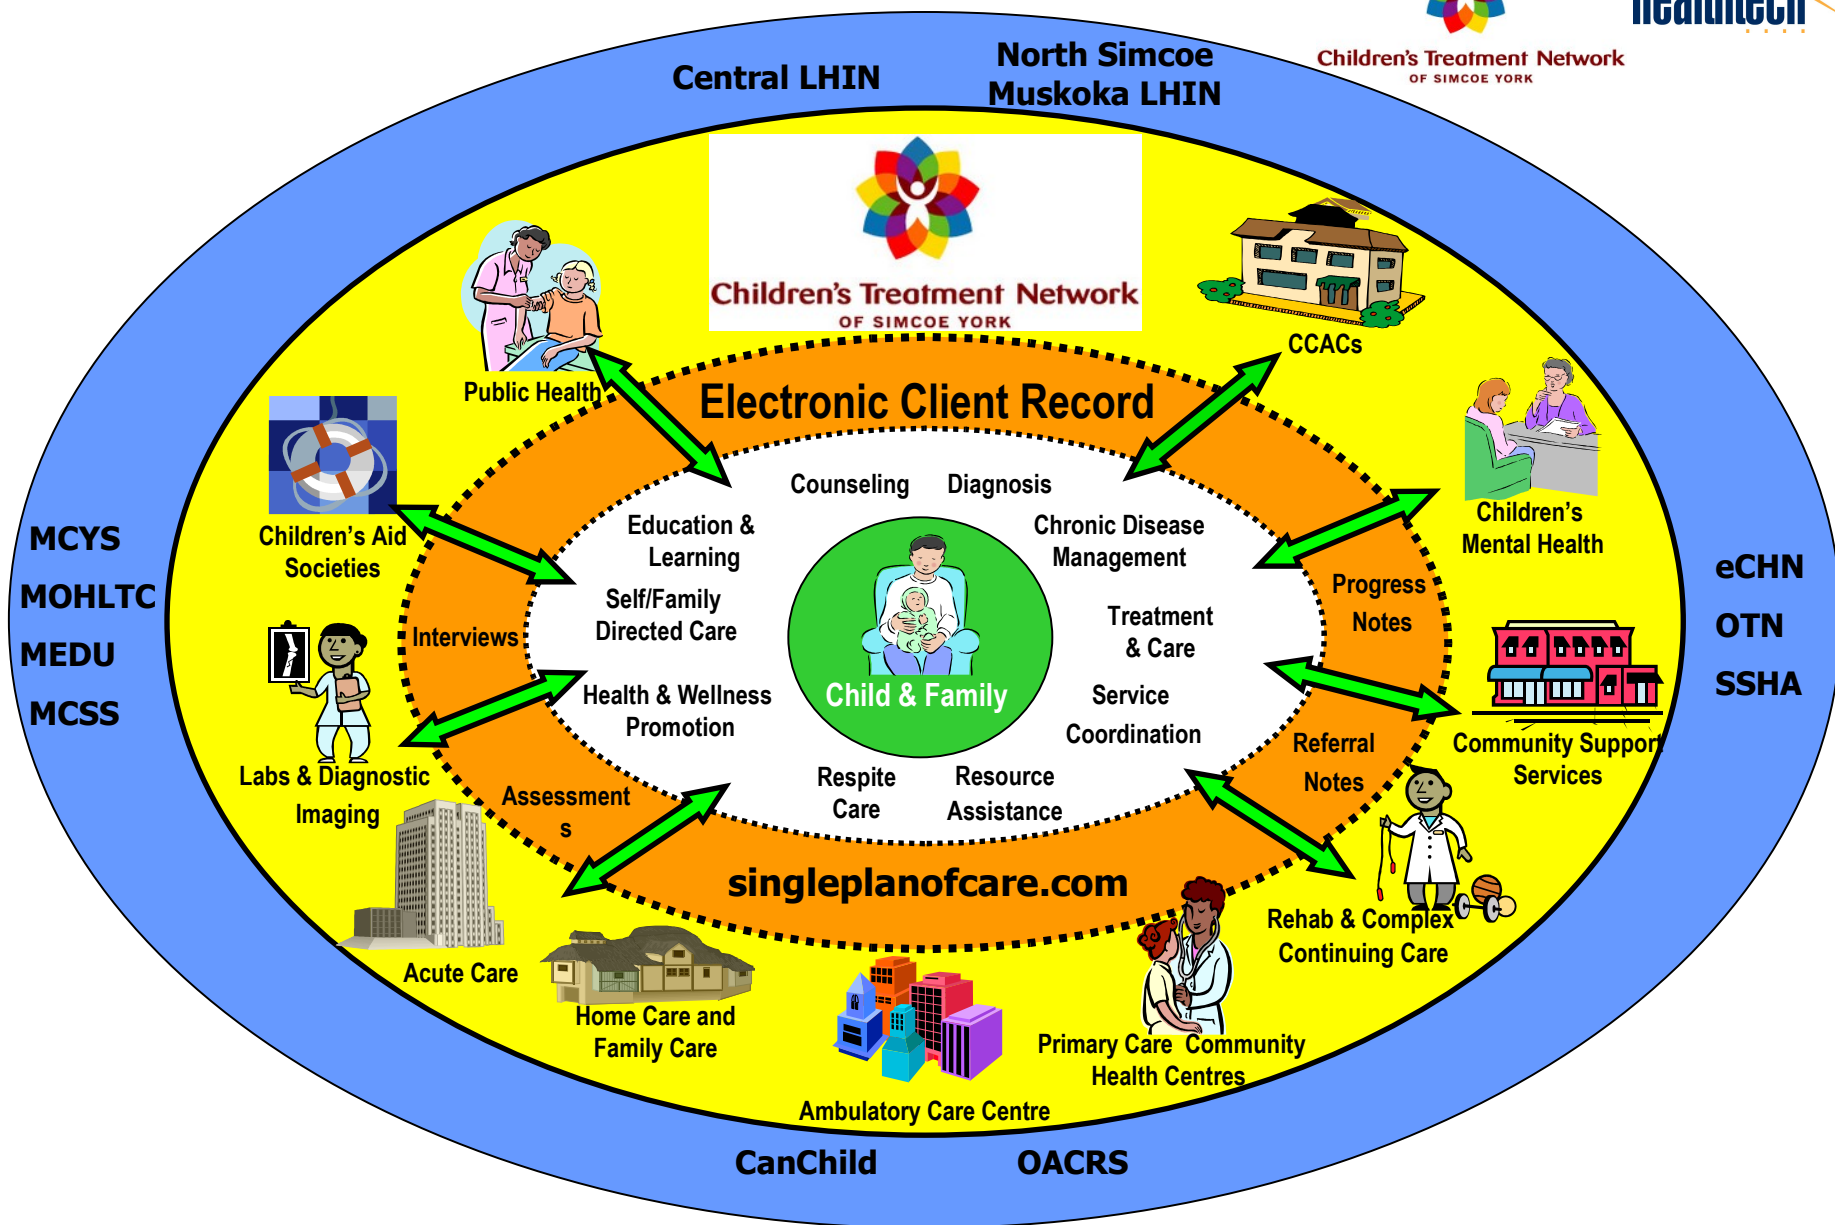 healthtech
Children's Treatment Network
OF SIMCOE YORK
Central LHIN
North Simcoe
Muskoka LHIN
Children's Treatment Network
OF SIMCOE YORK
Public Health
CCACs
Electronic Client Record
Children's Aid
Societies
Children's
Mental Health
Counseling
Diagnosis
Education &
Learning
Chronic Disease
Management
Self/Family
Directed Care
Treatment
& Care
Health & Wellness
Promotion
Service
Coordination
Child & Family
Respite
Care
Resource
Assistance
Interviews
Progress
Notes
Assessment
s
Referral
Notes
singleplanofcare.com
MCYS
MOHLTC
MEDU
MCSS
eCHN
OTN
SSHA
Labs & Diagnostic
Imaging
Community Support
Services
Acute Care
Rehab & Complex
Continuing Care
Home Care and
Family Care
Primary Care  Community
Health Centres
Ambulatory Care Centre
CanChild
OACRS